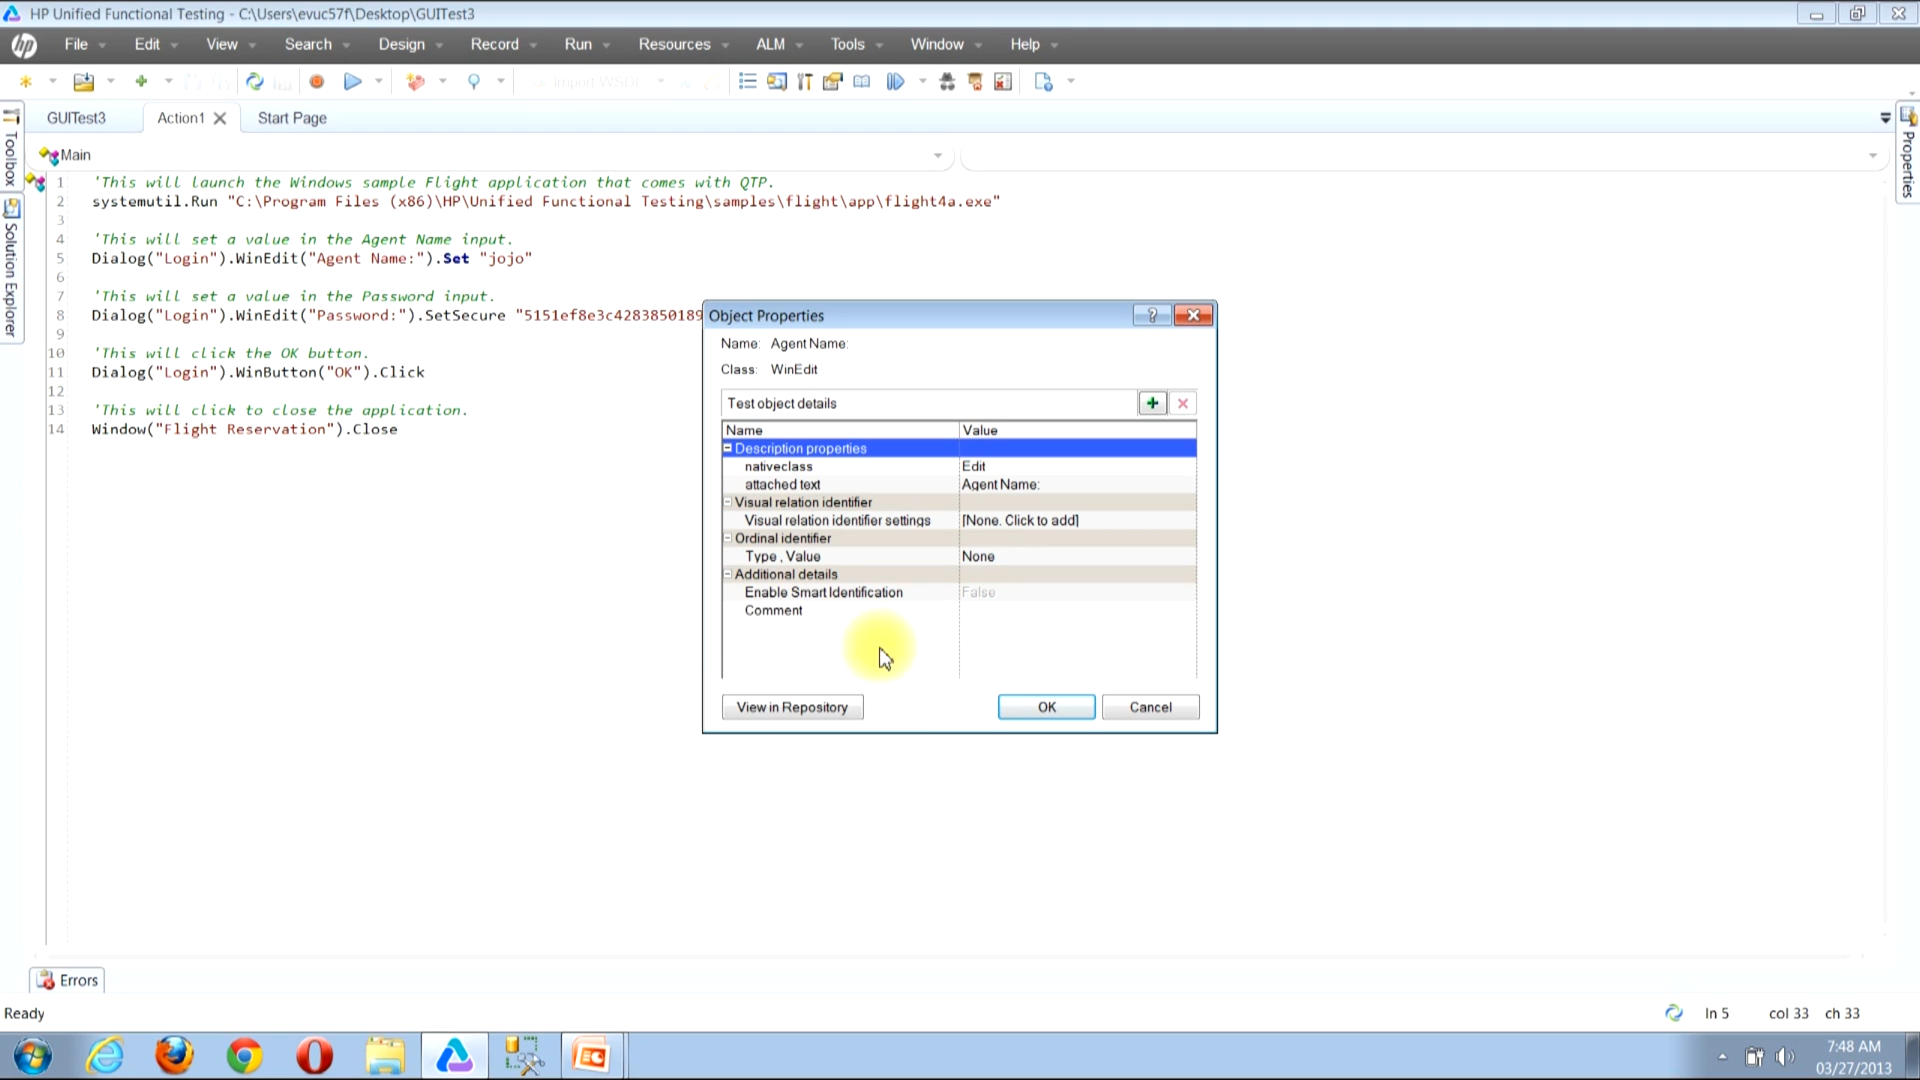 HP Unified Functional Testing - C:\Users\evuc57f\Desktop\GUITest3
hp File Edit View Search Design Record Run Resources ALM Tools Window Help
Import WSDL
GUITest3 Action1 Start Page
Toolbox
Solution Explorer
Properties
Main
1 'This will launch the Windows sample Flight application that comes with QTP.
2 systemutil.Run "C:\Program Files (x86)\HP\Unified Functional Testing\samples\flight\app\flight4a.exe"
3
4 'This will set a value in the Agent Name input.
5 Dialog("Login").WinEdit("Agent Name:").Set "jojo"
6
7 'This will set a value in the Password input.
8 Dialog("Login").WinEdit("Password:").SetSecure "5151ef8e3c4283850189
9
10 'This will click the OK button.
11 Dialog("Login").WinButton("OK").Click
12
13 'This will click to close the application.
14 Window("Flight Reservation").Close
Object Properties
Name: Agent Name:
Class: WinEdit
Test object details
Name Value
Description properties
nativeclass Edit
attached text Agent Name:
Visual relation identifier
Visual relation identifier settings [None. Click to add]
Ordinal identifier
Type , Value None
Additional details
Enable Smart Identification False
Comment
View in Repository OK Cancel
Errors
Ready ln 5 col 33 ch 33
7:48 AM
03/27/2013